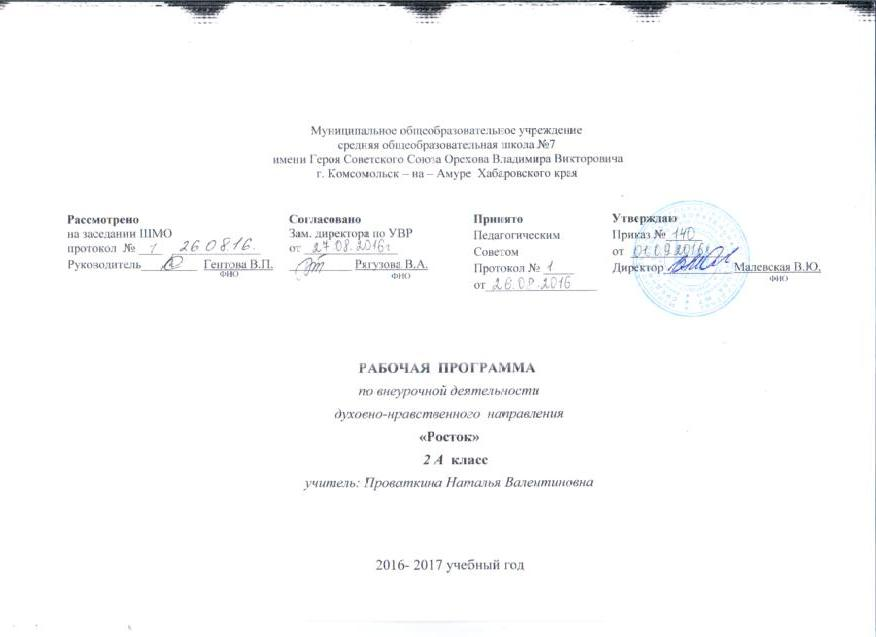 Муниципальное общеобразовательное учреждение
средняя общеобразовательная школа №7
имени Героя Советского Союза Орехова Владимира Викторовича
г. Комсомольск – на – Амуре Хабаровского края
Рассмотрено
на заседании ШМО
протокол № 1 26 08.16.
Руководитель Гентова В.П.
ФИО
Согласовано
Зам. директора по УВР
от 27.08.2016г
Рягузова В.А.
ФИО
Принято
Педагогическим
Советом
Протокол № 1
от 26.08.2016
Утверждаю
Приказ № 140
от 01.09.2016г
Директор Малевская В.Ю.
ФИО
РАБОЧАЯ ПРОГРАММА
по внеурочной деятельности
духовно-нравственного направления
«Росток»
2 А класс
учитель: Проваткина Наталья Валентиновна
2016- 2017 учебный год